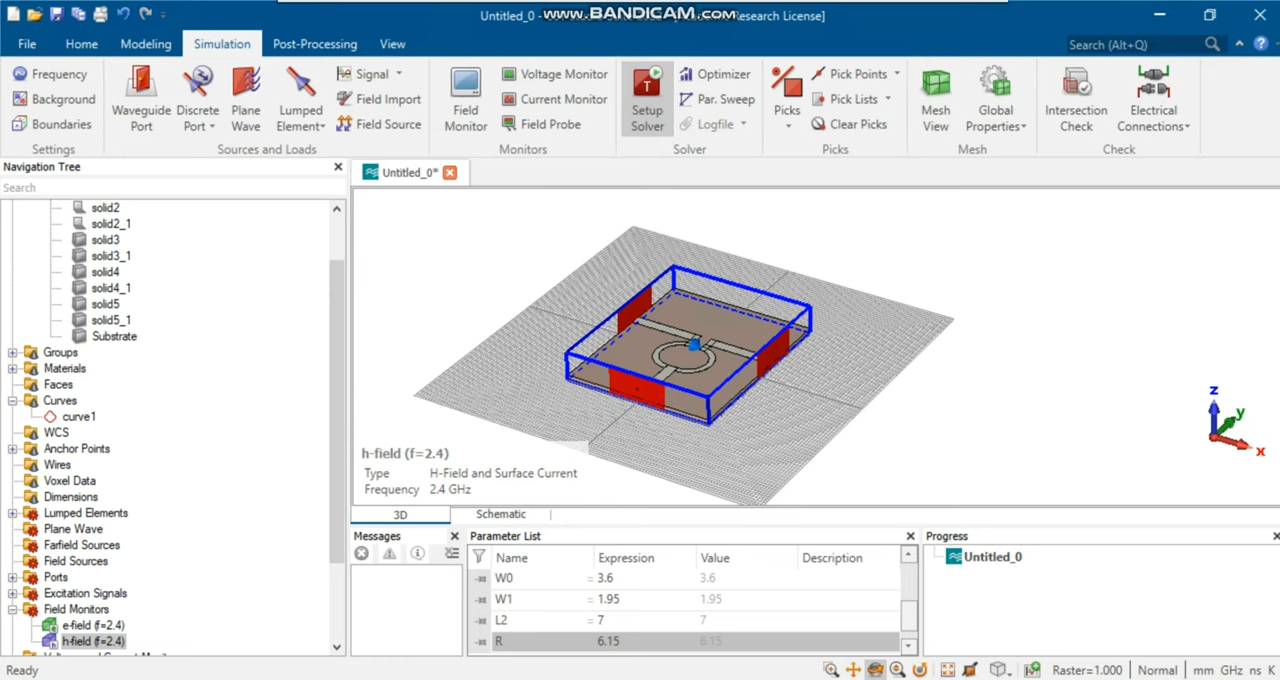 Untitled_0 -
www.BANDICAM.com
Research License]
File
Home
Modeling
Simulation
Post-Processing
View
Search (Alt+Q)
Frequency
Background
Boundaries
Settings
Waveguide
Port
Discrete
Port
Plane
Wave
Lumped
Element
Signal
Field Import
Field Source
Sources and Loads
Field
Monitor
Voltage Monitor
Current Monitor
Field Probe
Monitors
Setup
Solver
Optimizer
Par. Sweep
Logfile
Solver
Picks
Pick Points
Pick Lists
Clear Picks
Picks
Mesh
View
Global
Properties
Mesh
Intersection
Check
Electrical
Connections
Check
Navigation Tree
Search
solid2
solid2_1
solid3
solid3_1
solid4
solid4_1
solid5
solid5_1
Substrate
Groups
Materials
Faces
Curves
curve1
WCS
Anchor Points
Wires
Voxel Data
Dimensions
Lumped Elements
Plane Wave
Farfield Sources
Field Sources
Ports
Excitation Signals
Field Monitors
e-field (f=2.4)
h-field (f=2.4)
Untitled_0*
z
y
x
h-field (f=2.4)
Type H-Field and Surface Current
Frequency 2.4 GHz
3D
Schematic
Messages
Parameter List
Name Expression Value Description
W0 = 3.6 3.6
W1 = 1.95 1.95
L2 = 7 7
R 6.15 6.15
Progress
Untitled_0
Ready
Raster=1.000 Normal mm GHz ns K